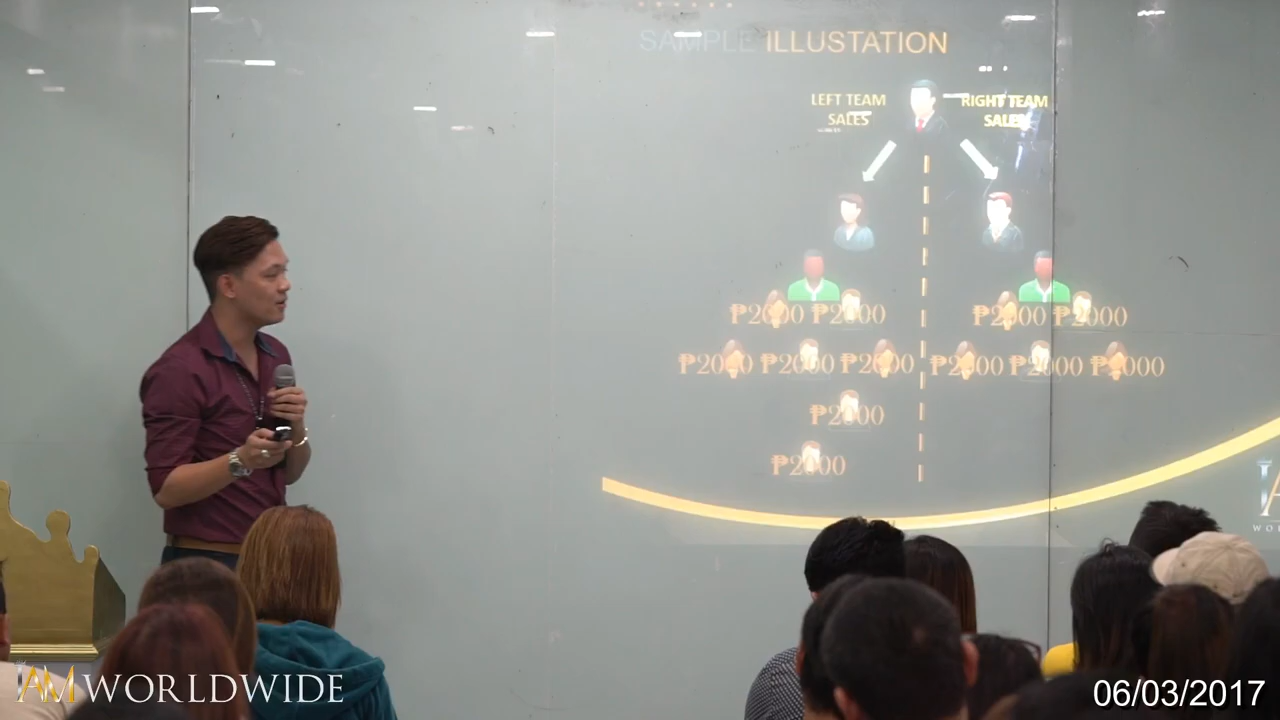 SAMPLE ILLUSTATION
LEFT TEAM
SALES
RIGHT TEAM
SALES
₱2000 ₱2000
₱2000 ₱2000
₱2000 ₱2000 ₱2000
₱2000 ₱2000 ₱2000
₱2000
₱2000
IAM WORLDWIDE
06/03/2017